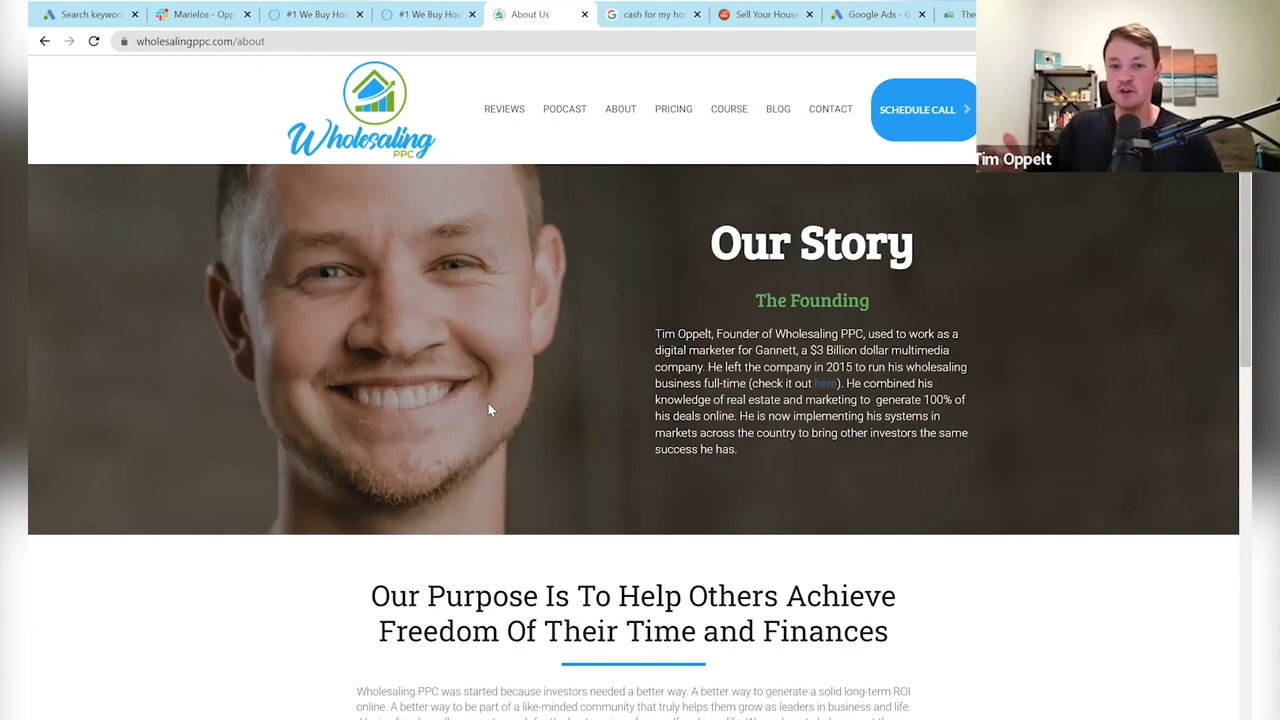 Search keyword
Marielos - Opp
#1 We Buy Hou
#1 We Buy Hou
About Us
cash for my ho
Sell Your House
Google Ads - G
The
wholesalingppc.com/about
Wholesaling
PPC
REVIEWS
PODCAST
ABOUT
PRICING
COURSE
BLOG
CONTACT
SCHEDULE CALL
Tim Oppelt
Our Story
The Founding
Tim Oppelt, Founder of Wholesaling PPC, used to work as a
digital marketer for Gannett, a $3 Billion dollar multimedia
company. He left the company in 2015 to run his wholesaling
business full-time (check it out here). He combined his
knowledge of real estate and marketing to generate 100% of
his deals online. He is now implementing his systems in
markets across the country to bring other investors the same
success he has.
Our Purpose Is To Help Others Achieve
Freedom Of Their Time and Finances
Wholesaling PPC was started because investors needed a better way. A better way to generate a solid long-term ROI
online. A better way to be part of a like-minded community that truly helps them grow as leaders in business and life.